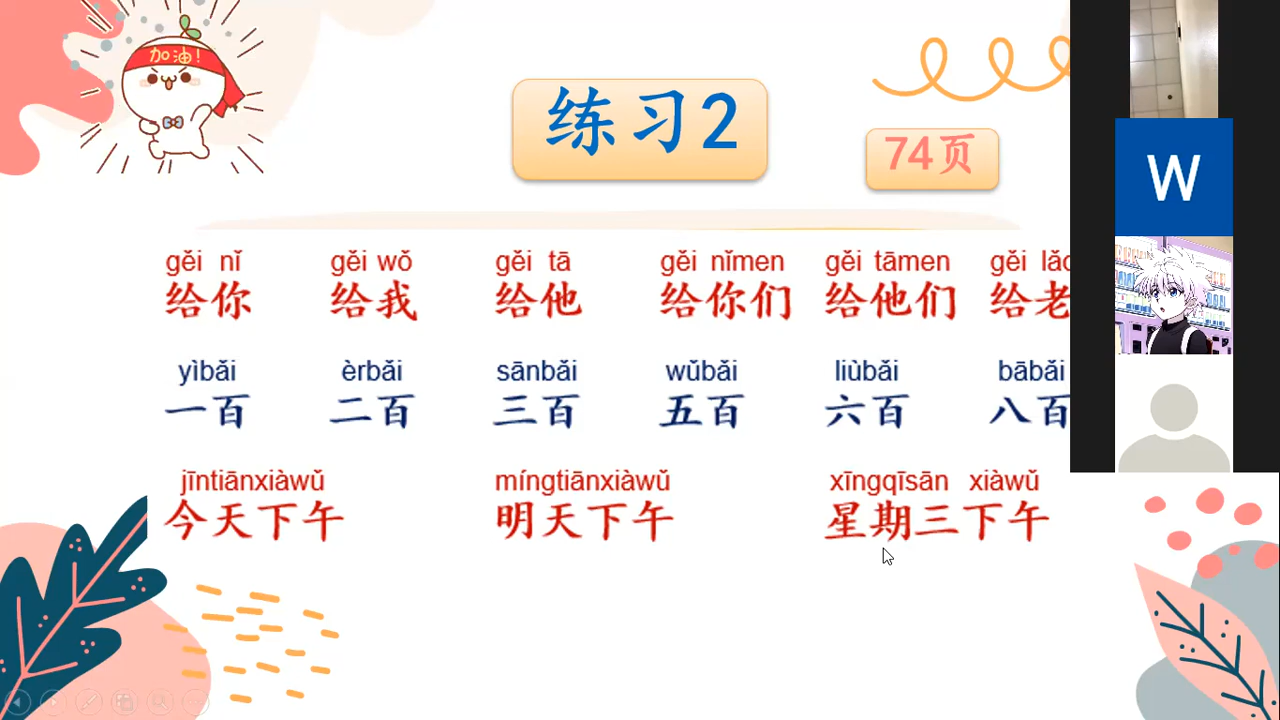 加油!
练习2
74页
W
gěi nǐ gěi wǒ gěi tā gěi nǐmen gěi tāmen gěi
给你 给我 给他 给你们 给他们 给老
yìbǎi èrbǎi sānbǎi wǔbǎi liùbǎi bābǎi
一百 二百 三百 五百 六百 八百
jīntiānxiàwǔ míngtiānxiàwǔ xīngqīsān xiàwǔ
今天下午 明天下午 星期三下午